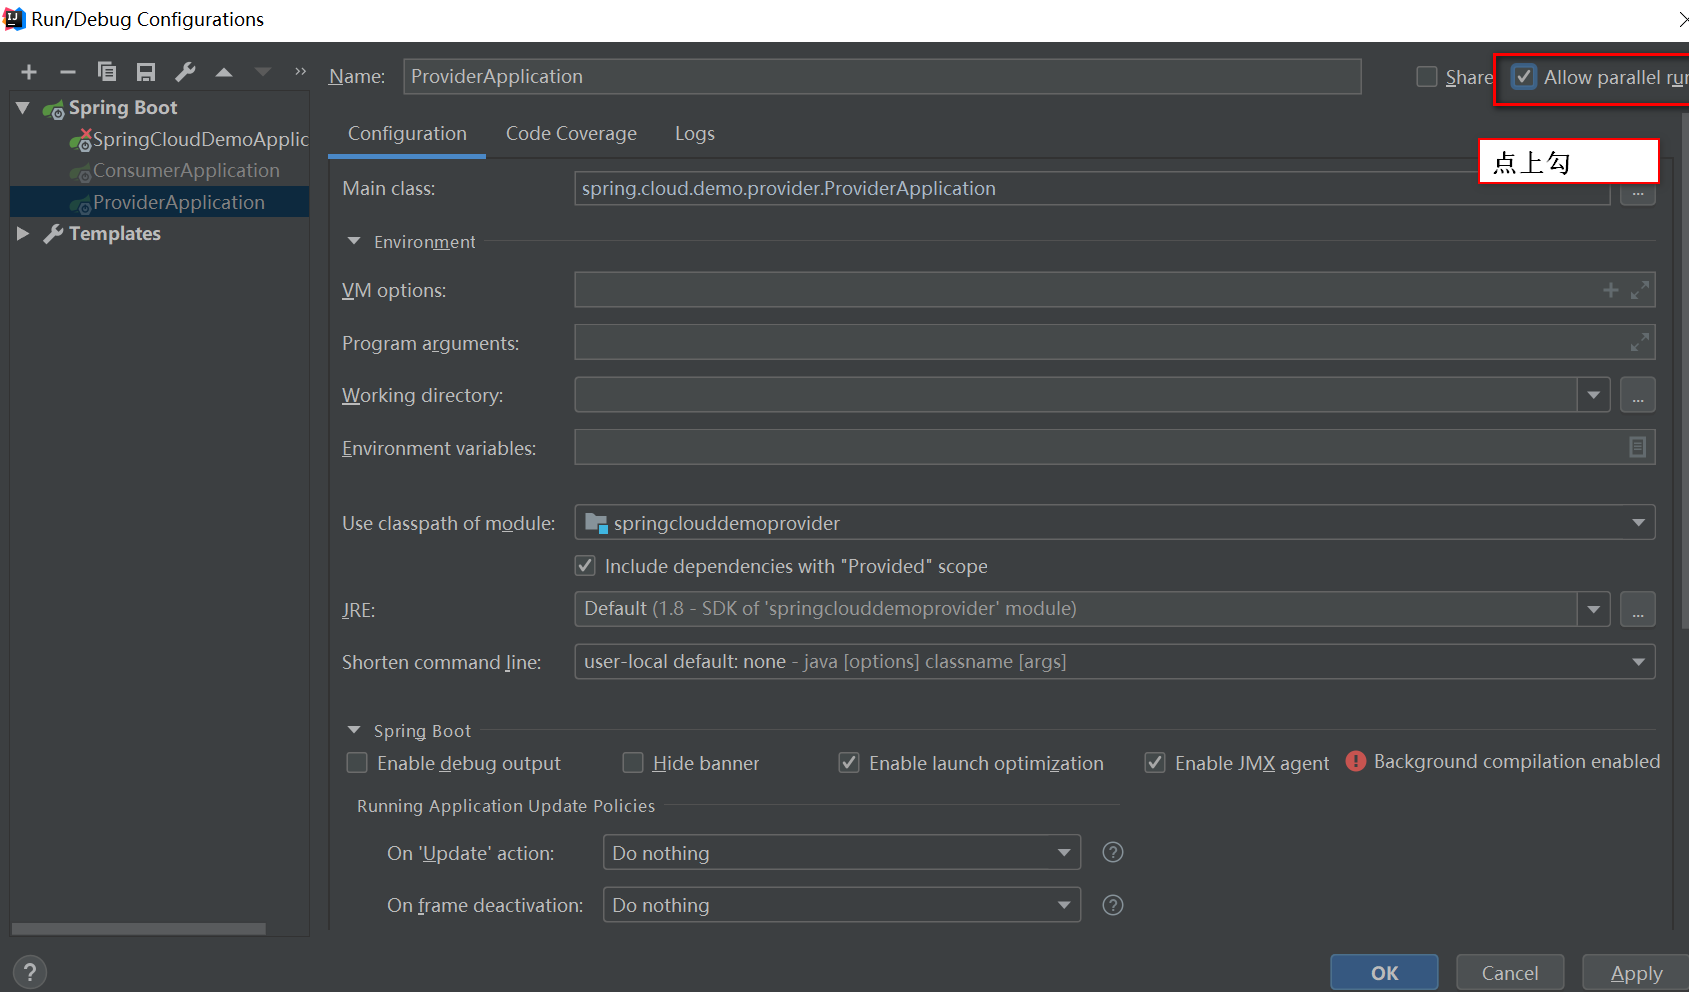 Run/Debug Configurations
Name: ProviderApplication
Share
Allow parallel run
点上勾
Spring Boot
SpringCloudDemoApplic
ConsumerApplication
ProviderApplication
Templates
Configuration Code Coverage Logs
Main class: spring.cloud.demo.provider.ProviderApplication ...
Environment
VM options:
Program arguments:
Working directory: ...
Environment variables:
Use classpath of module: springclouddemoprovider
Include dependencies with "Provided" scope
JRE: Default (1.8 - SDK of 'springclouddemoprovider' module) ...
Shorten command line: user-local default: none - java [options] classname [args]
Spring Boot
Enable debug output Hide banner Enable launch optimization Enable JMX agent Background compilation enabled
Running Application Update Policies
On 'Update' action: Do nothing ?
On frame deactivation: Do nothing ?
? OK Cancel Apply